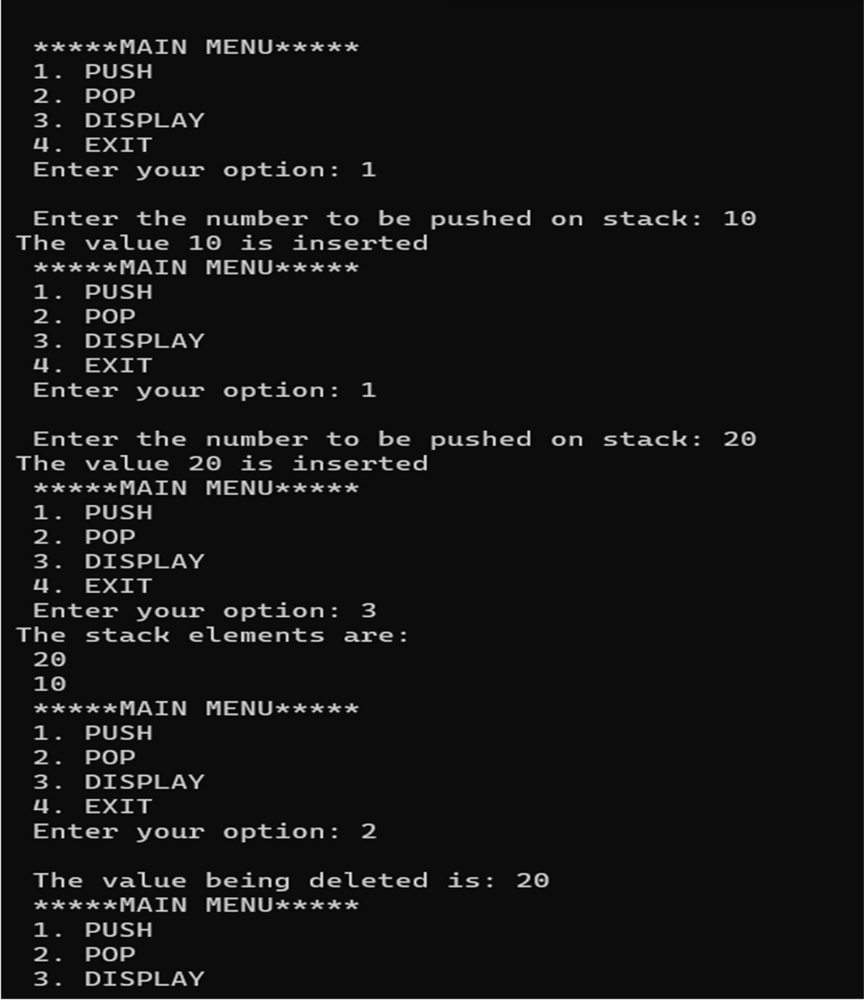 *****MAIN MENU*****
1. PUSH
2. POP
3. DISPLAY
4. EXIT
Enter your option: 1
Enter the number to be pushed on stack: 10
The value 10 is inserted
*****MAIN MENU*****
1. PUSH
2. POP
3. DISPLAY
4. EXIT
Enter your option: 1
Enter the number to be pushed on stack: 20
The value 20 is inserted
*****MAIN MENU*****
1. PUSH
2. POP
3. DISPLAY
4. EXIT
Enter your option: 3
The stack elements are:
20
10
*****MAIN MENU*****
1. PUSH
2. POP
3. DISPLAY
4. EXIT
Enter your option: 2
The value being deleted is: 20
*****MAIN MENU*****
1. PUSH
2. POP
3. DISPLAY